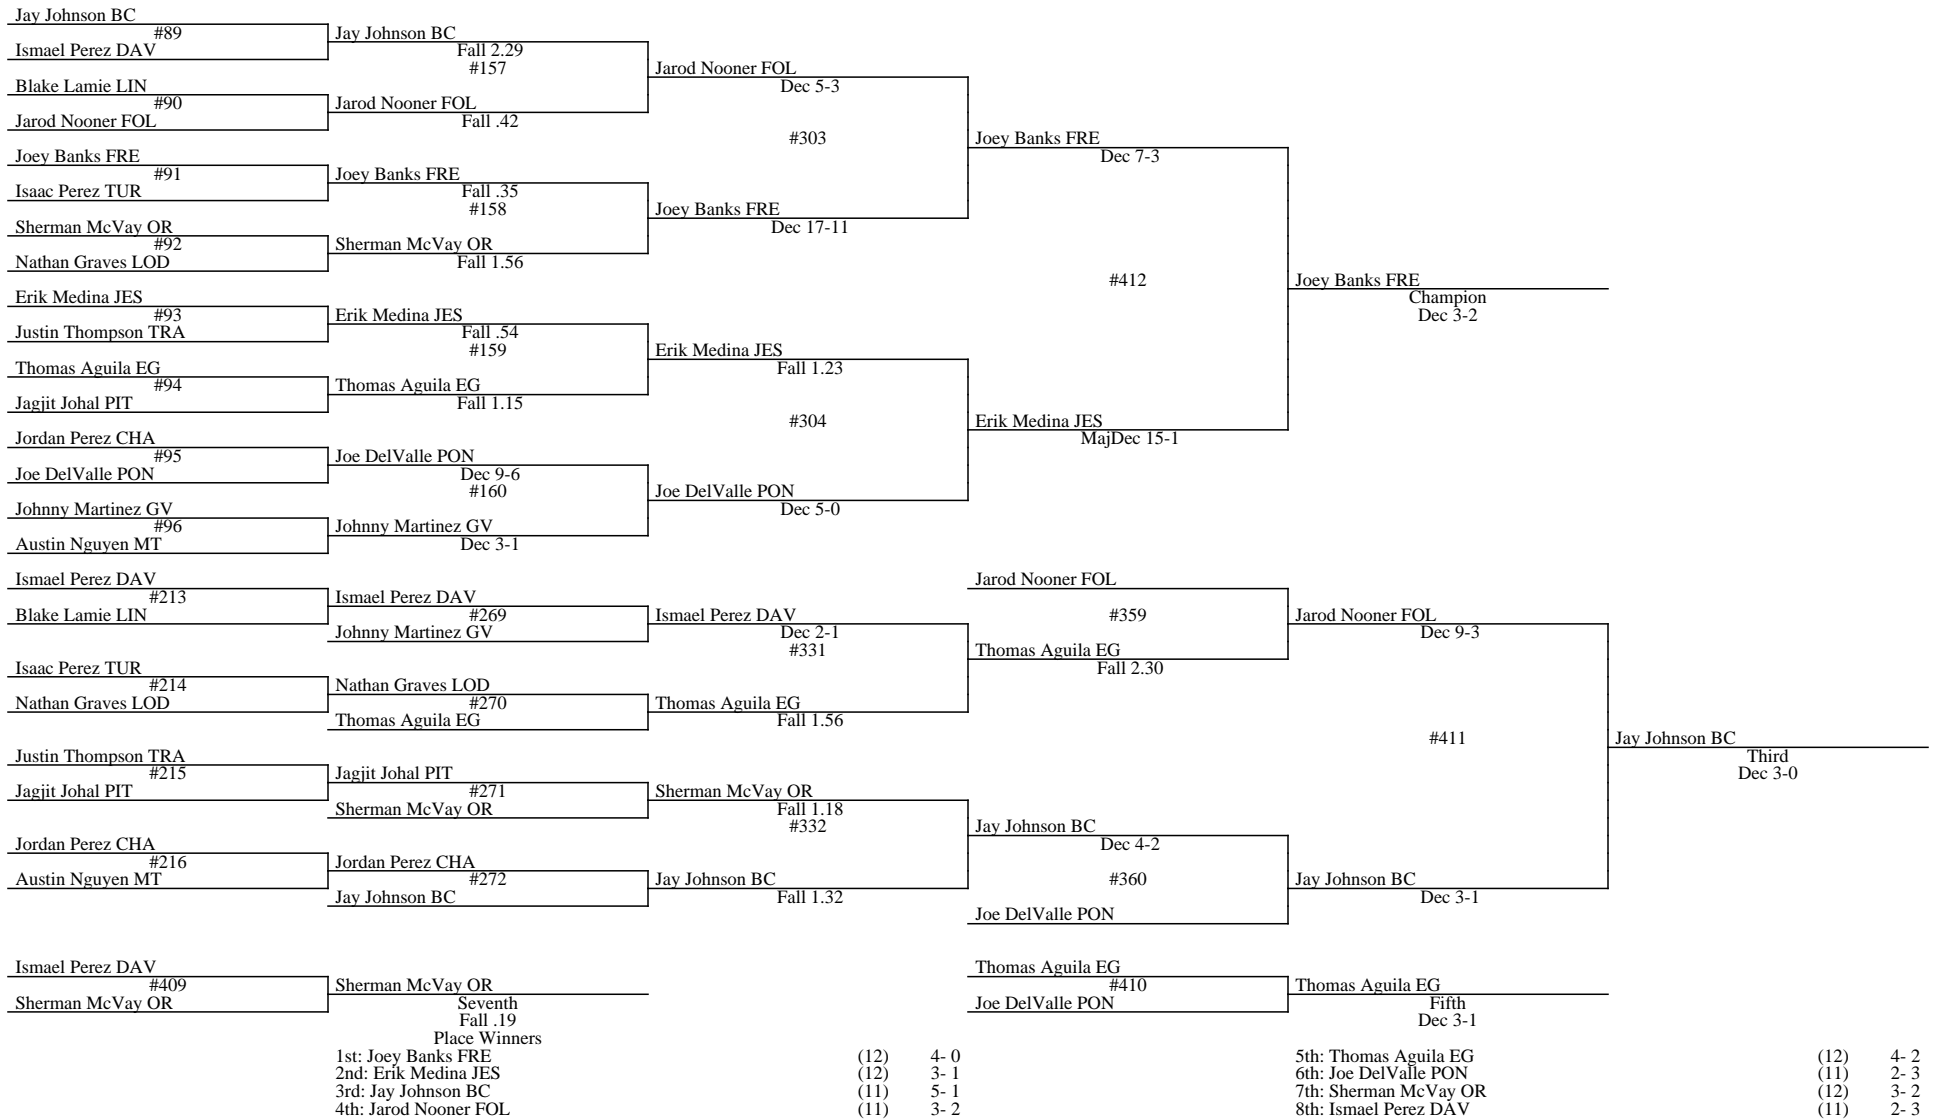 Jay Johnson BC
#89
Ismael Perez DAV
Blake Lamie LIN
#90
Jarod Nooner FOL
Joey Banks FRE
#91
Isaac Perez TUR
Sherman McVay OR
#92
Nathan Graves LOD
Erik Medina JES
#93
Justin Thompson TRA
Thomas Aguila EG
#94
Jagjit Johal PIT
Jordan Perez CHA
#95
Joe DelValle PON
Johnny Martinez GV
#96
Austin Nguyen MT
Jay Johnson BC
Fall 2.29
#157
Jarod Nooner FOL
Fall .42
Joey Banks FRE
Fall .35
#158
Sherman McVay OR
Fall 1.56
Erik Medina JES
Fall .54
#159
Thomas Aguila EG
Fall 1.15
Joe DelValle PON
Dec 9-6
#160
Johnny Martinez GV
Dec 3-1
Jarod Nooner FOL
Dec 5-3
#303
Joey Banks FRE
Dec 17-11
Erik Medina JES
Fall 1.23
#304
Joe DelValle PON
Dec 5-0
Joey Banks FRE
Dec 7-3
#412
Erik Medina JES
MajDec 15-1
Joey Banks FRE
Champion
Dec 3-2
Ismael Perez DAV
#213
Blake Lamie LIN
Isaac Perez TUR
#214
Nathan Graves LOD
Justin Thompson TRA
#215
Jagjit Johal PIT
Jordan Perez CHA
#216
Austin Nguyen MT
Ismael Perez DAV
#269
Johnny Martinez GV
Nathan Graves LOD
#270
Thomas Aguila EG
Jagjit Johal PIT
#271
Sherman McVay OR
Jordan Perez CHA
#272
Jay Johnson BC
Ismael Perez DAV
Dec 2-1
#331
Thomas Aguila EG
Fall 1.56
Sherman McVay OR
Fall 1.18
#332
Jay Johnson BC
Fall 1.32
Jarod Nooner FOL
#359
Thomas Aguila EG
Fall 2.30
Jay Johnson BC
Dec 4-2
#360
Joe DelValle PON
Jarod Nooner FOL
Dec 9-3
#411
Jay Johnson BC
Dec 3-1
Jay Johnson BC
Third
Dec 3-0
Ismael Perez DAV
#409
Sherman McVay OR
Sherman McVay OR
Seventh
Fall .19
Thomas Aguila EG
#410
Joe DelValle PON
Thomas Aguila EG
Fifth
Dec 3-1
Place Winners
1st: Joey Banks FRE (12) 4- 0
2nd: Erik Medina JES (12) 3- 1
3rd: Jay Johnson BC (11) 5- 1
4th: Jarod Nooner FOL (11) 3- 2
5th: Thomas Aguila EG (12) 4- 2
6th: Joe DelValle PON (11) 2- 3
7th: Sherman McVay OR (12) 3- 2
8th: Ismael Perez DAV (11) 2- 3